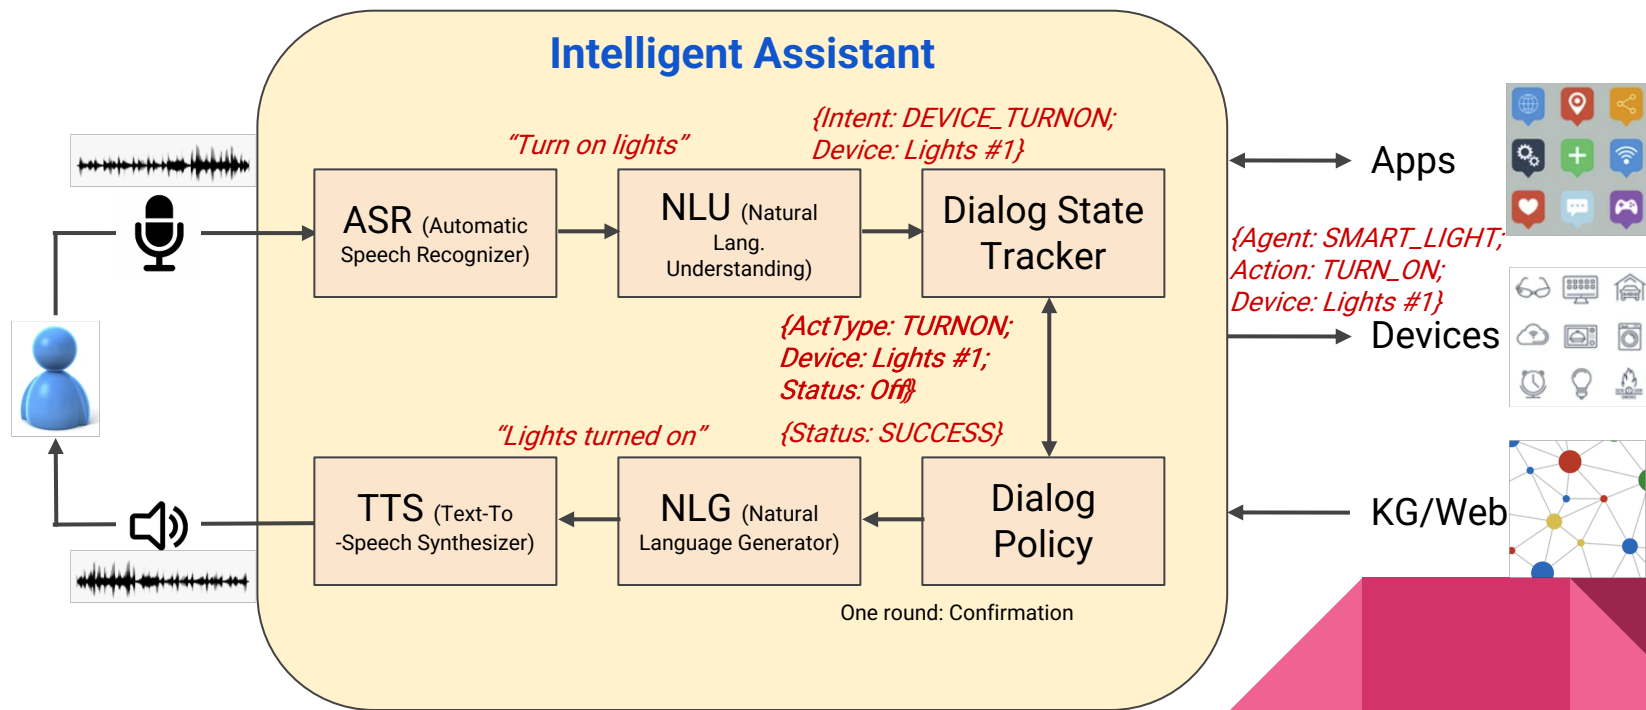 Intelligent Assistant
{Intent: DEVICE_TURNON;
Device: Lights #1}
“Turn on lights”
ASR (Automatic
Speech Recognizer)
NLU (Natural
Lang.
Understanding)
Dialog State
Tracker
Apps
{Agent: SMART_LIGHT;
Action: TURN_ON;
Device: Lights #1}
Devices
{ActType: TURNON;
Device: Lights #1;
Status: Off}
{Status: SUCCESS}
“Lights turned on”
TTS (Text-To
-Speech Synthesizer)
NLG (Natural
Language Generator)
Dialog
Policy
KG/Web
One round: Confirmation